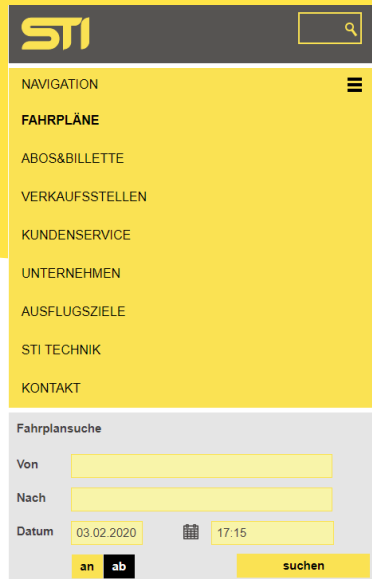 STI
NAVIGATION
FAHRPLÄNE
ABOS&BILLETTE
VERKAUFSSTELLEN
KUNDENSERVICE
UNTERNEHMEN
AUSFLUGSZIELE
STI TECHNIK
KONTAKT
Fahrplansuche
Von
Nach
Datum 03.02.2020 17:15
an ab suchen